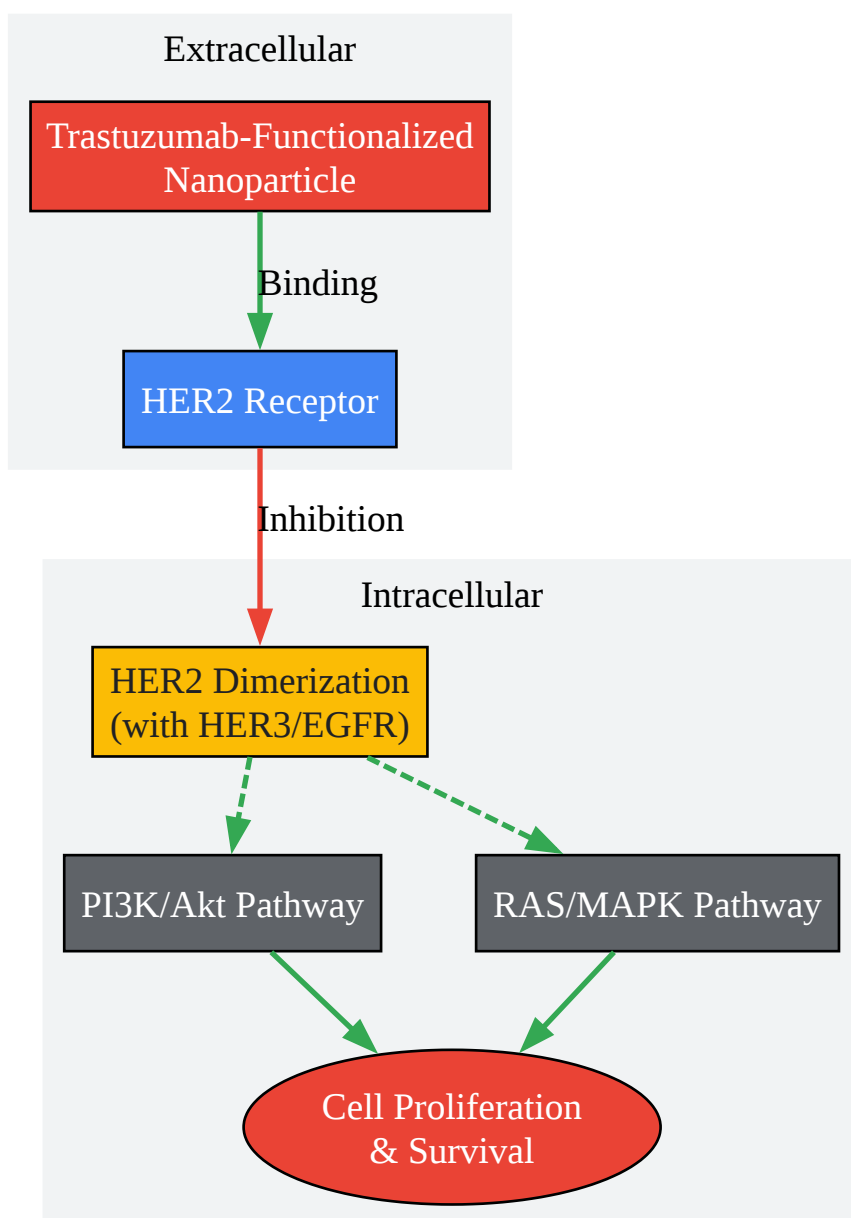 Extracellular
Trastuzumab-Functionalized
Nanoparticle
Binding
HER2 Receptor
Inhibition
Intracellular
HER2 Dimerization
(with HER3/EGFR)
PI3K/Akt Pathway
RAS/MAPK Pathway
Cell Proliferation
& Survival